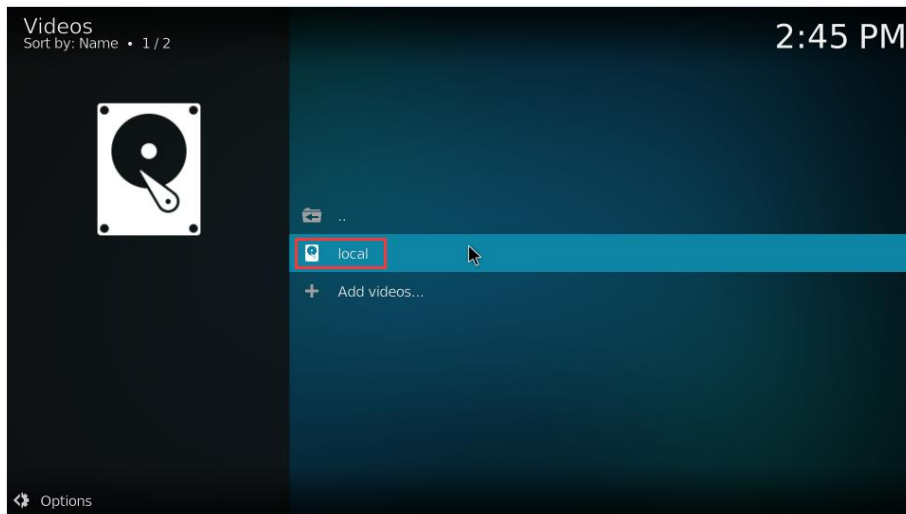 Videos
Sort by: Name • 1 / 2
2:45 PM
..
local
Add videos...
Options